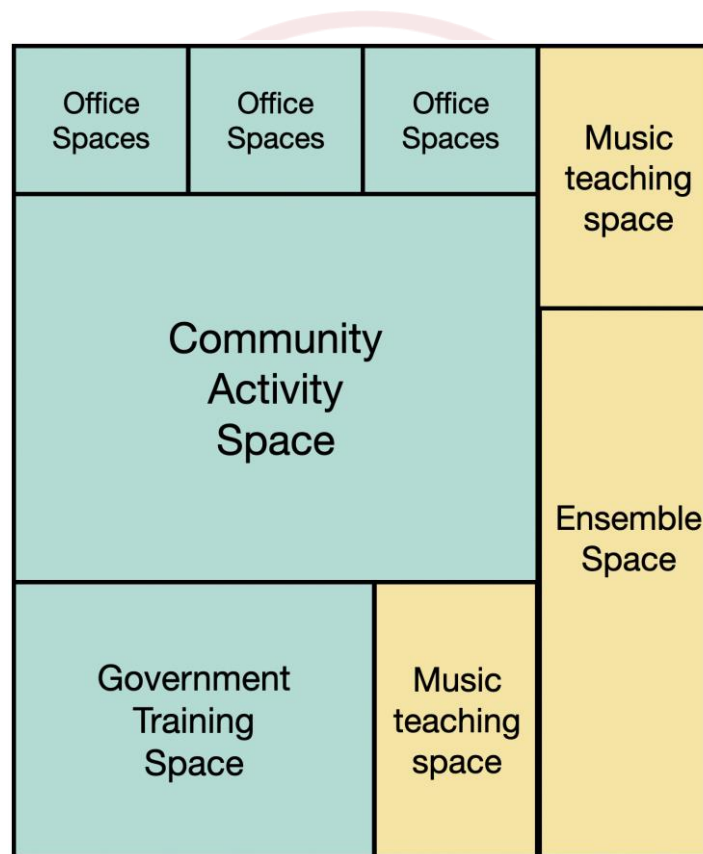 Office
Spaces
Office
Spaces
Office
Spaces
Music
teaching
space
Community
Activity
Space
Ensemble
Space
Government
Training
Space
Music
teaching
space